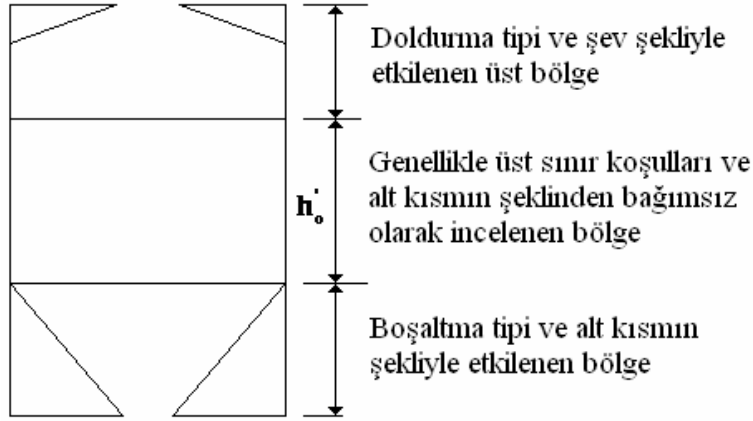 Doldurma tipi ve şev şekliyle
etkilenen üst bölge
Genellikle üst sınır koşulları ve
alt kısmın şeklinden bağımsız
olarak incelenen bölge
h'o
Boşaltma tipi ve alt kısmın
şekliyle etkilenen bölge